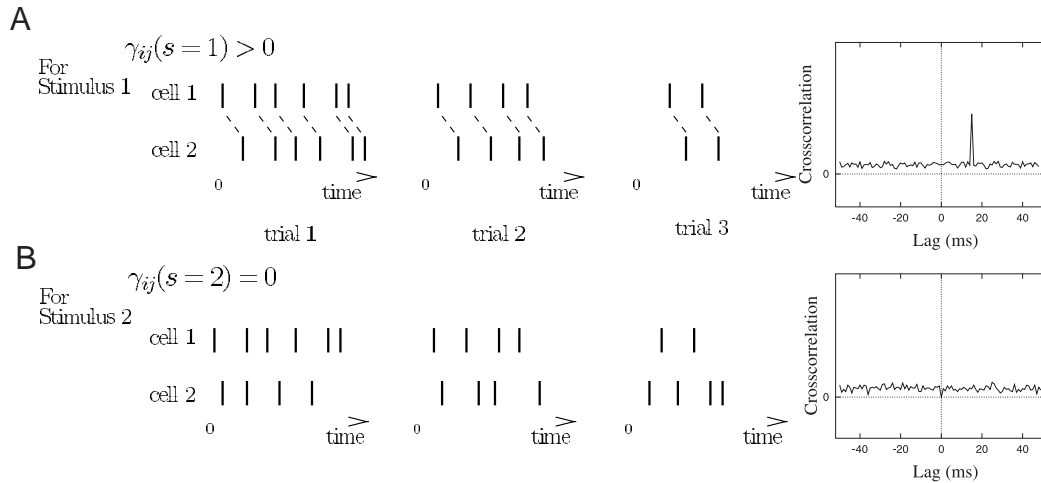 A
γij(s = 1) > 0
For
Stimulus 1
cell 1
cell 2
0
time
0
time
0
time
trial 1
trial 2
trial 3
Crosscorrelation
0
-40
-20
0
20
40
Lag (ms)
B
γij(s = 2) = 0
For
Stimulus 2
cell 1
cell 2
0
time
0
time
0
time
Crosscorrelation
0
-40
-20
0
20
40
Lag (ms)